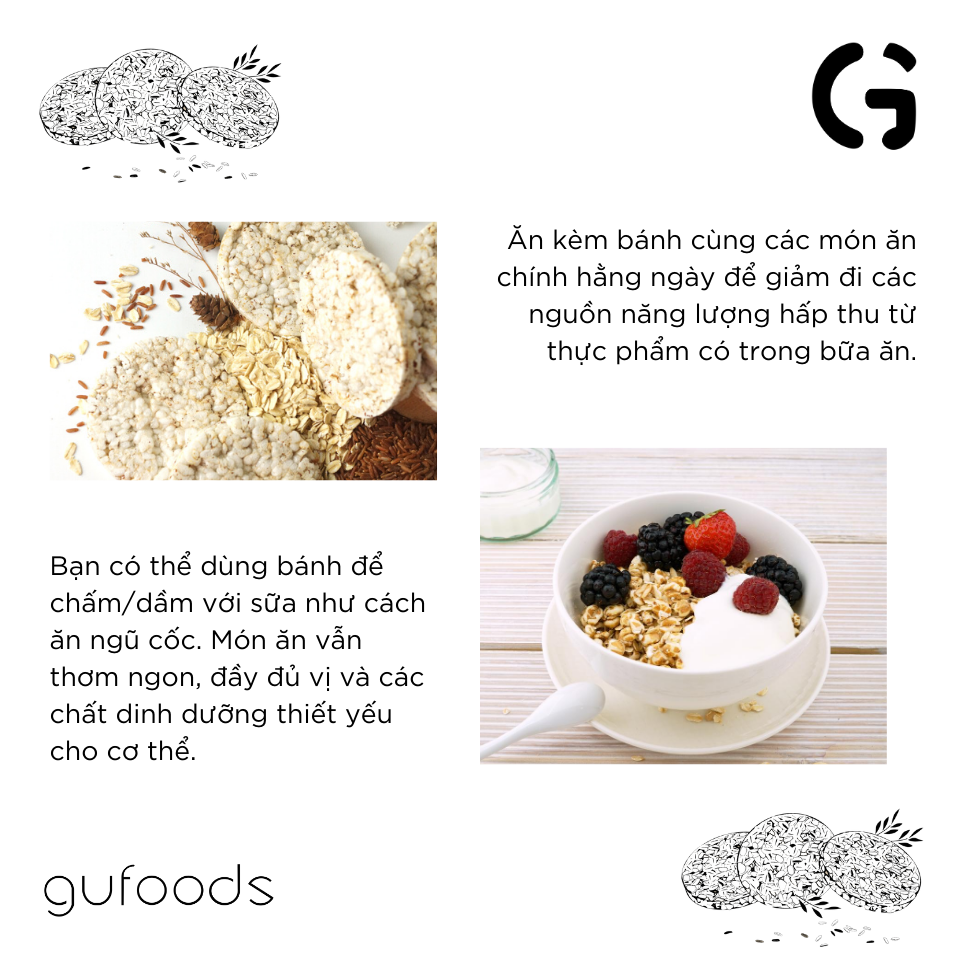 G
Ăn kèm bánh cùng các món ăn
chính hằng ngày để giảm đi các
nguồn năng lượng hấp thu từ
thực phẩm có trong bữa ăn.
Bạn có thể dùng bánh để
chấm/dầm với sữa như cách
ăn ngũ cốc. Món ăn vẫn
thơm ngon, đầy đủ vị và các
chất dinh dưỡng thiết yếu
cho cơ thể.
gufoods